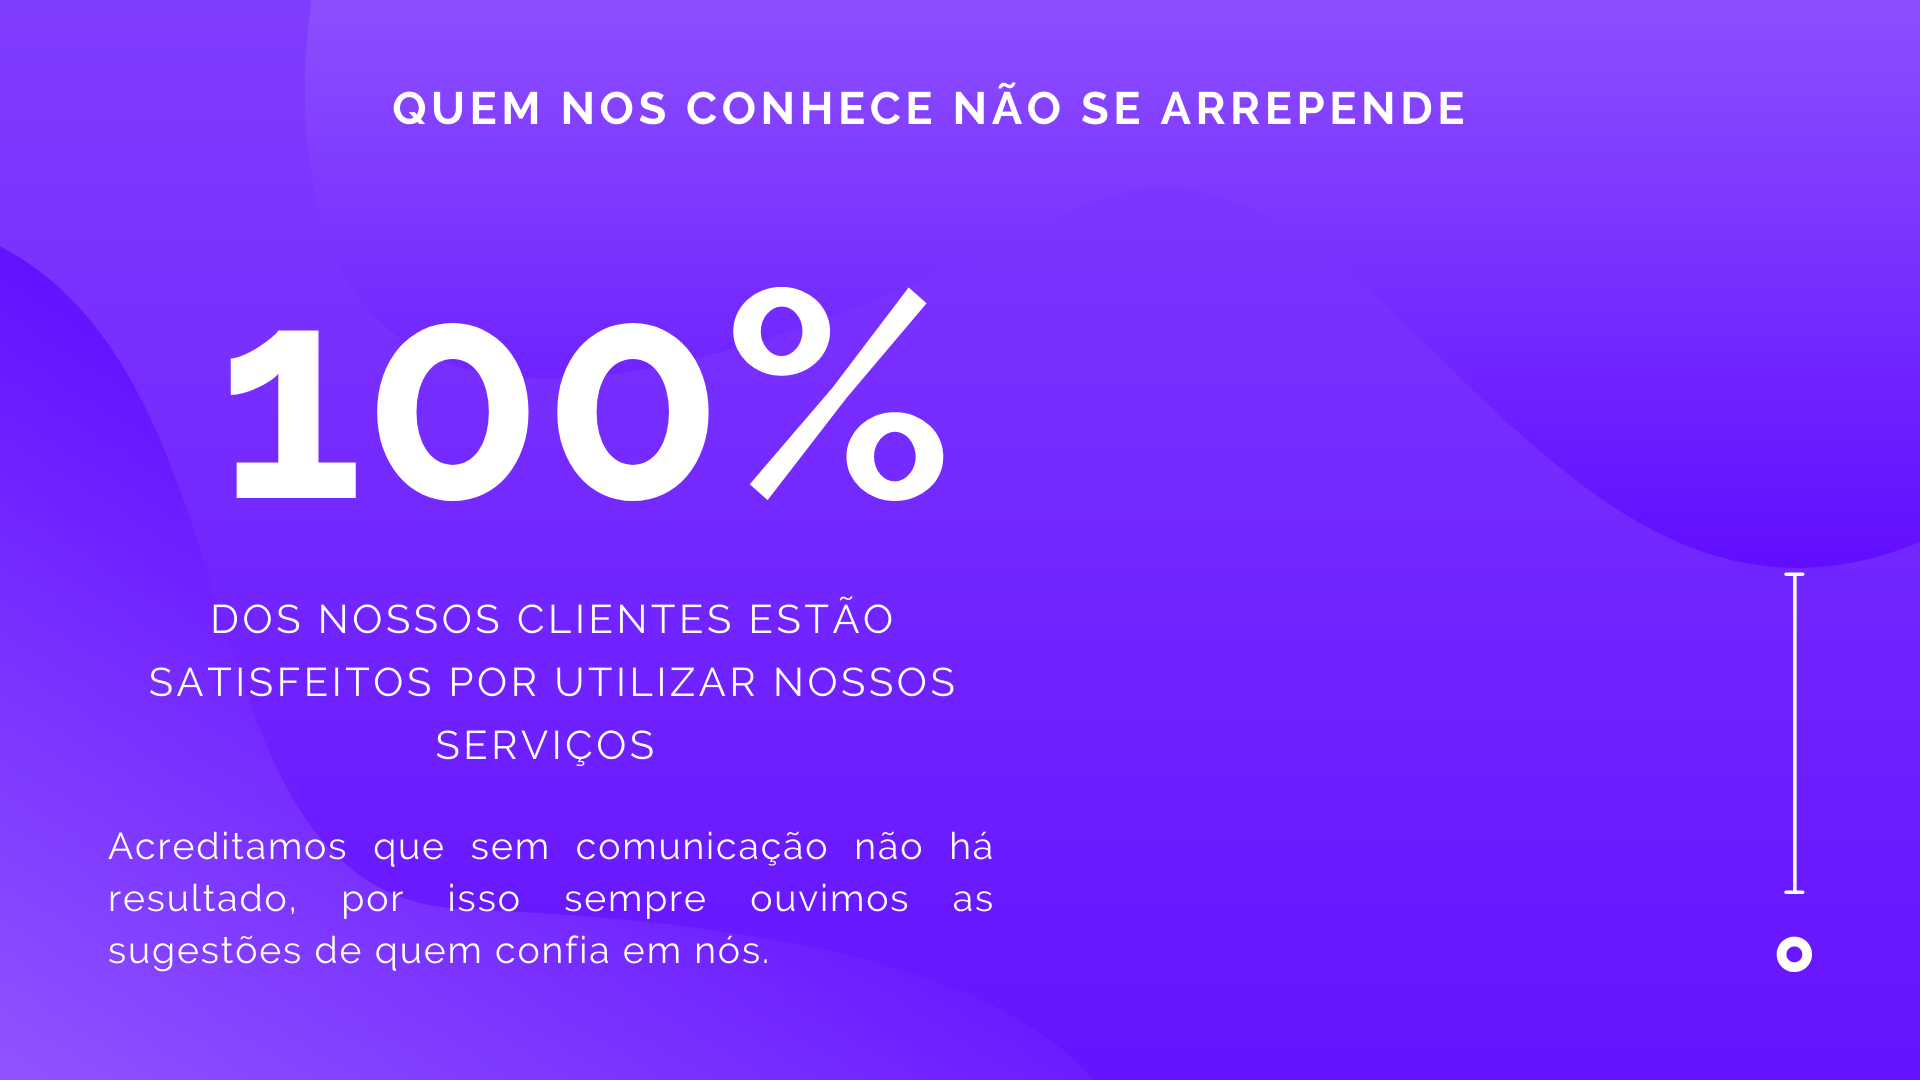 QUEM NOS CONHECE NÃO SE ARREPENDE
100%
DOS NOSSOS CLIENTES ESTÃO
SATISFEITOS POR UTILIZAR NOSSOS
SERVIÇOS
Acreditamos que sem comunicação não há
resultado, por isso sempre ouvimos as
sugestões de quem confia em nós.